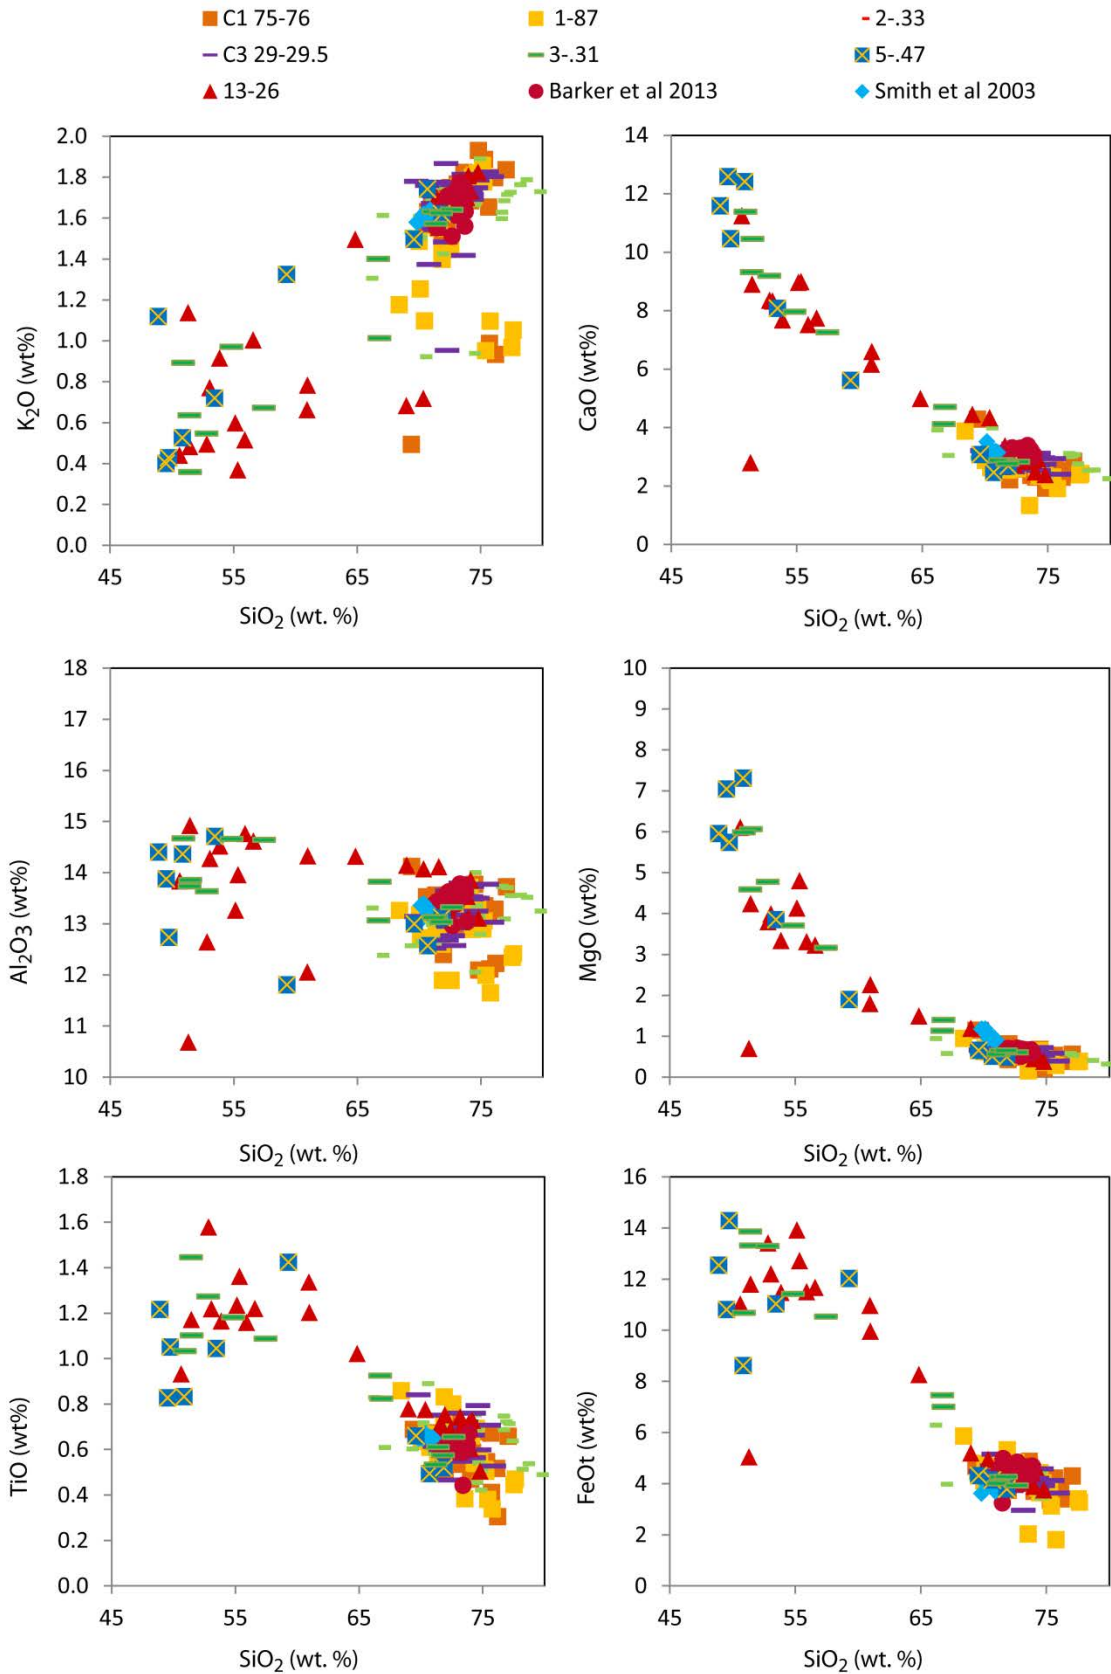 C1 75-76 1-87 2-.33
C3 29-29.5 3-.31 5-.47
13-26 Barker et al 2013 Smith et al 2003
2.0
1.8
1.6
1.4
1.2
1.0
0.8
0.6
0.4
0.2
0.0
K2O (wt%)
45 55 65 75
SiO2 (wt. %)
14
12
10
8
6
4
2
0
CaO (wt%)
45 55 65 75
SiO2 (wt. %)
18
17
16
15
14
13
12
11
10
Al2O3 (wt%)
45 55 65 75
SiO2 (wt. %)
10
9
8
7
6
5
4
3
2
1
0
MgO (wt%)
45 55 65 75
SiO2 (wt. %)
1.8
1.6
1.4
1.2
1.0
0.8
0.6
0.4
0.2
0.0
TiO (wt%)
45 55 65 75
SiO2 (wt. %)
16
14
12
10
8
6
4
2
0
FeOt (wt%)
45 55 65 75
SiO2 (wt. %)